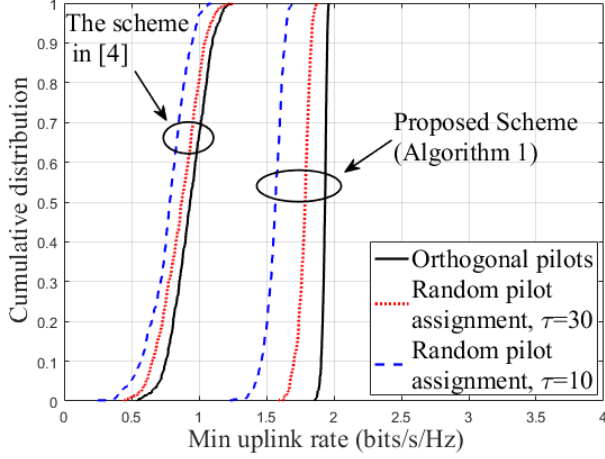 The scheme
in [4]
Proposed Scheme
(Algorithm 1)
Orthogonal pilots
Random pilot
assignment, τ=30
Random pilot
assignment, τ=10
Cumulative distribution
1
0.9
0.8
0.7
0.6
0.5
0.4
0.3
0.2
0.1
0
0 0.5 1 1.5 2 2.5 3 3.5 4
Min uplink rate (bits/s/Hz)